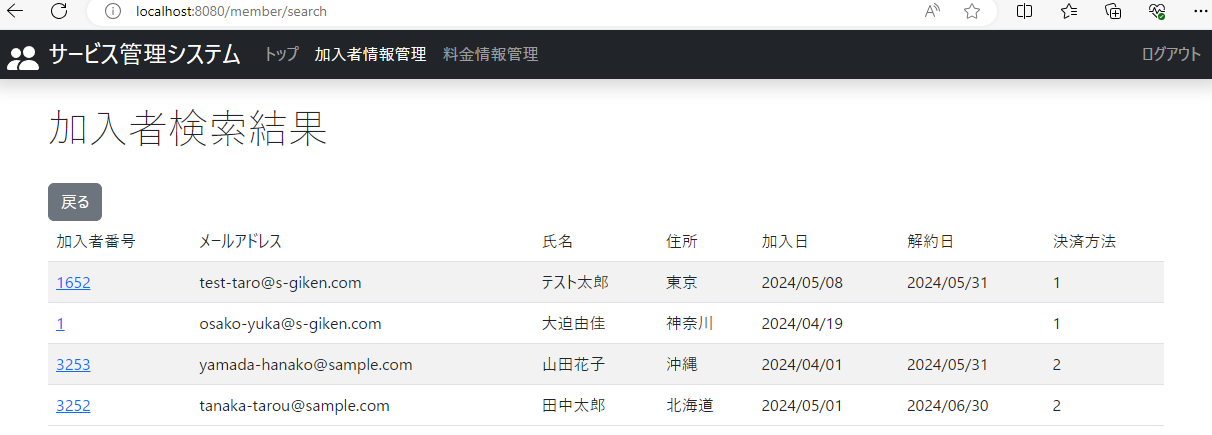 localhost:8080/member/search
サービス管理システム トップ 加入者情報管理 料金情報管理 ログアウト
加入者検索結果
戻る
加入者番号 メールアドレス 氏名 住所 加入日 解約日 決済方法
1652 test-taro@s-giken.com テスト太郎 東京 2024/05/08 2024/05/31 1
1 osako-yuka@s-giken.com 大迫由佳 神奈川 2024/04/19 1
3253 yamada-hanako@sample.com 山田花子 沖縄 2024/04/01 2024/05/31 2
3252 tanaka-tarou@sample.com 田中太郎 北海道 2024/05/01 2024/06/30 2